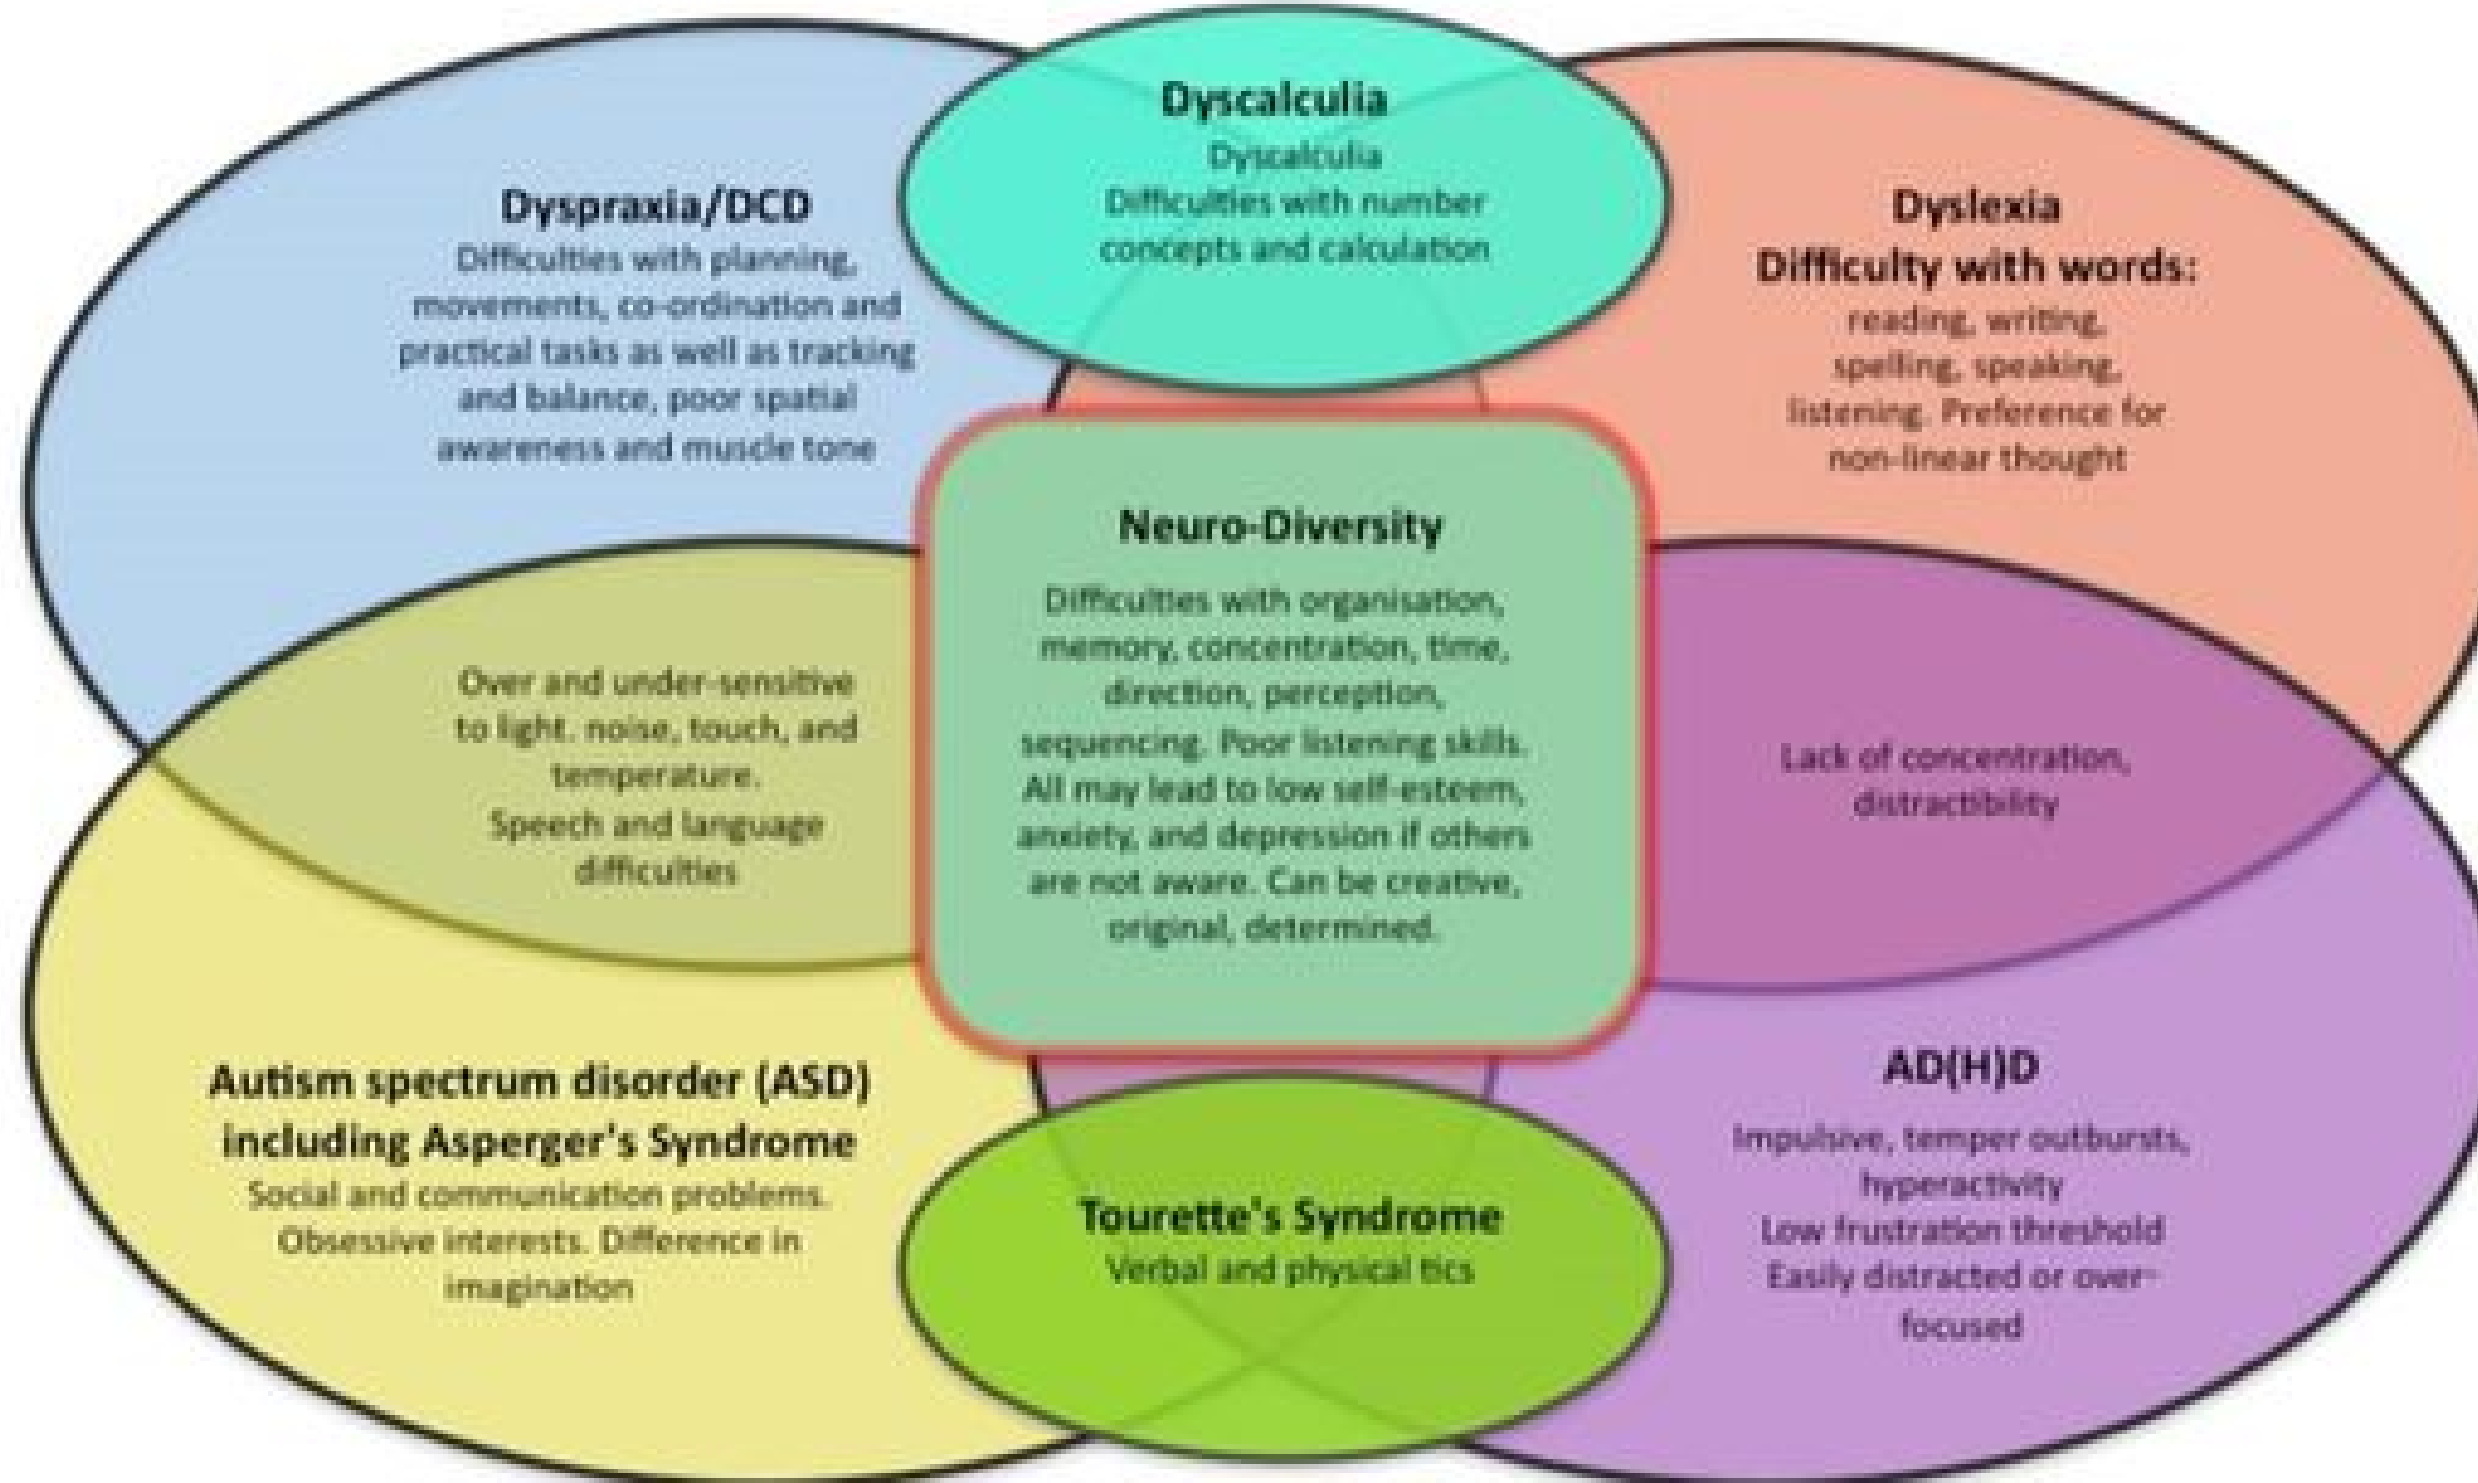 Dyscalculia
Dyscalculia
Difficulties with number
concepts and calculation
Dyspraxia/DCD
Difficulties with planning,
movements, co-ordination and
practical tasks as well as tracking
and balance, poor spatial
awareness and muscle tone
Dyslexia
Difficulty with words:
reading, writing,
spelling, speaking,
listening. Preference for
non-linear thought
Over and under-sensitive
to light. noise, touch, and
temperature.
Speech and language
difficulties
Neuro-Diversity
Difficulties with organisation,
memory, concentration, time,
direction, perception,
sequencing. Poor listening skills.
All may lead to low self-esteem,
anxiety, and depression if others
are not aware. Can be creative,
original, determined.
Lack of concentration,
distractibility
Autism spectrum disorder (ASD)
including Asperger's Syndrome
Social and communication problems.
Obsessive interests. Difference in
imagination
Tourette's Syndrome
Verbal and physical tics
AD(H)D
Impulsive, temper outbursts,
hyperactivity
Low frustration threshold
Easily distracted or over-
focused